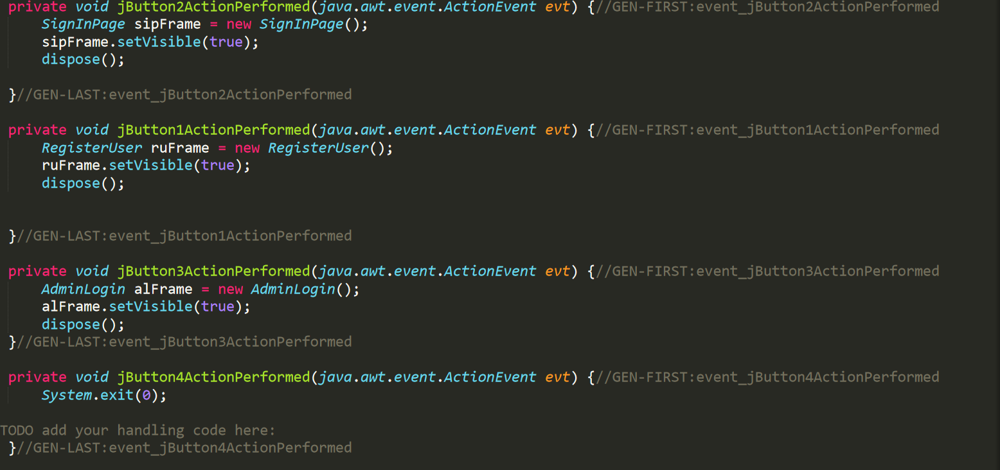 private void jButton2ActionPerformed(java.awt.event.ActionEvent evt) {//GEN-FIRST:event_jButton2ActionPerformed
    SignInPage sipFrame = new SignInPage();
    sipFrame.setVisible(true);
    dispose();

}//GEN-LAST:event_jButton2ActionPerformed

private void jButton1ActionPerformed(java.awt.event.ActionEvent evt) {//GEN-FIRST:event_jButton1ActionPerformed
    RegisterUser ruFrame = new RegisterUser();
    ruFrame.setVisible(true);
    dispose();


}//GEN-LAST:event_jButton1ActionPerformed

private void jButton3ActionPerformed(java.awt.event.ActionEvent evt) {//GEN-FIRST:event_jButton3ActionPerformed
    AdminLogin alFrame = new AdminLogin();
    alFrame.setVisible(true);
    dispose();
}//GEN-LAST:event_jButton3ActionPerformed

private void jButton4ActionPerformed(java.awt.event.ActionEvent evt) {//GEN-FIRST:event_jButton4ActionPerformed
    System.exit(0);

TODO add your handling code here:
}//GEN-LAST:event_jButton4ActionPerformed